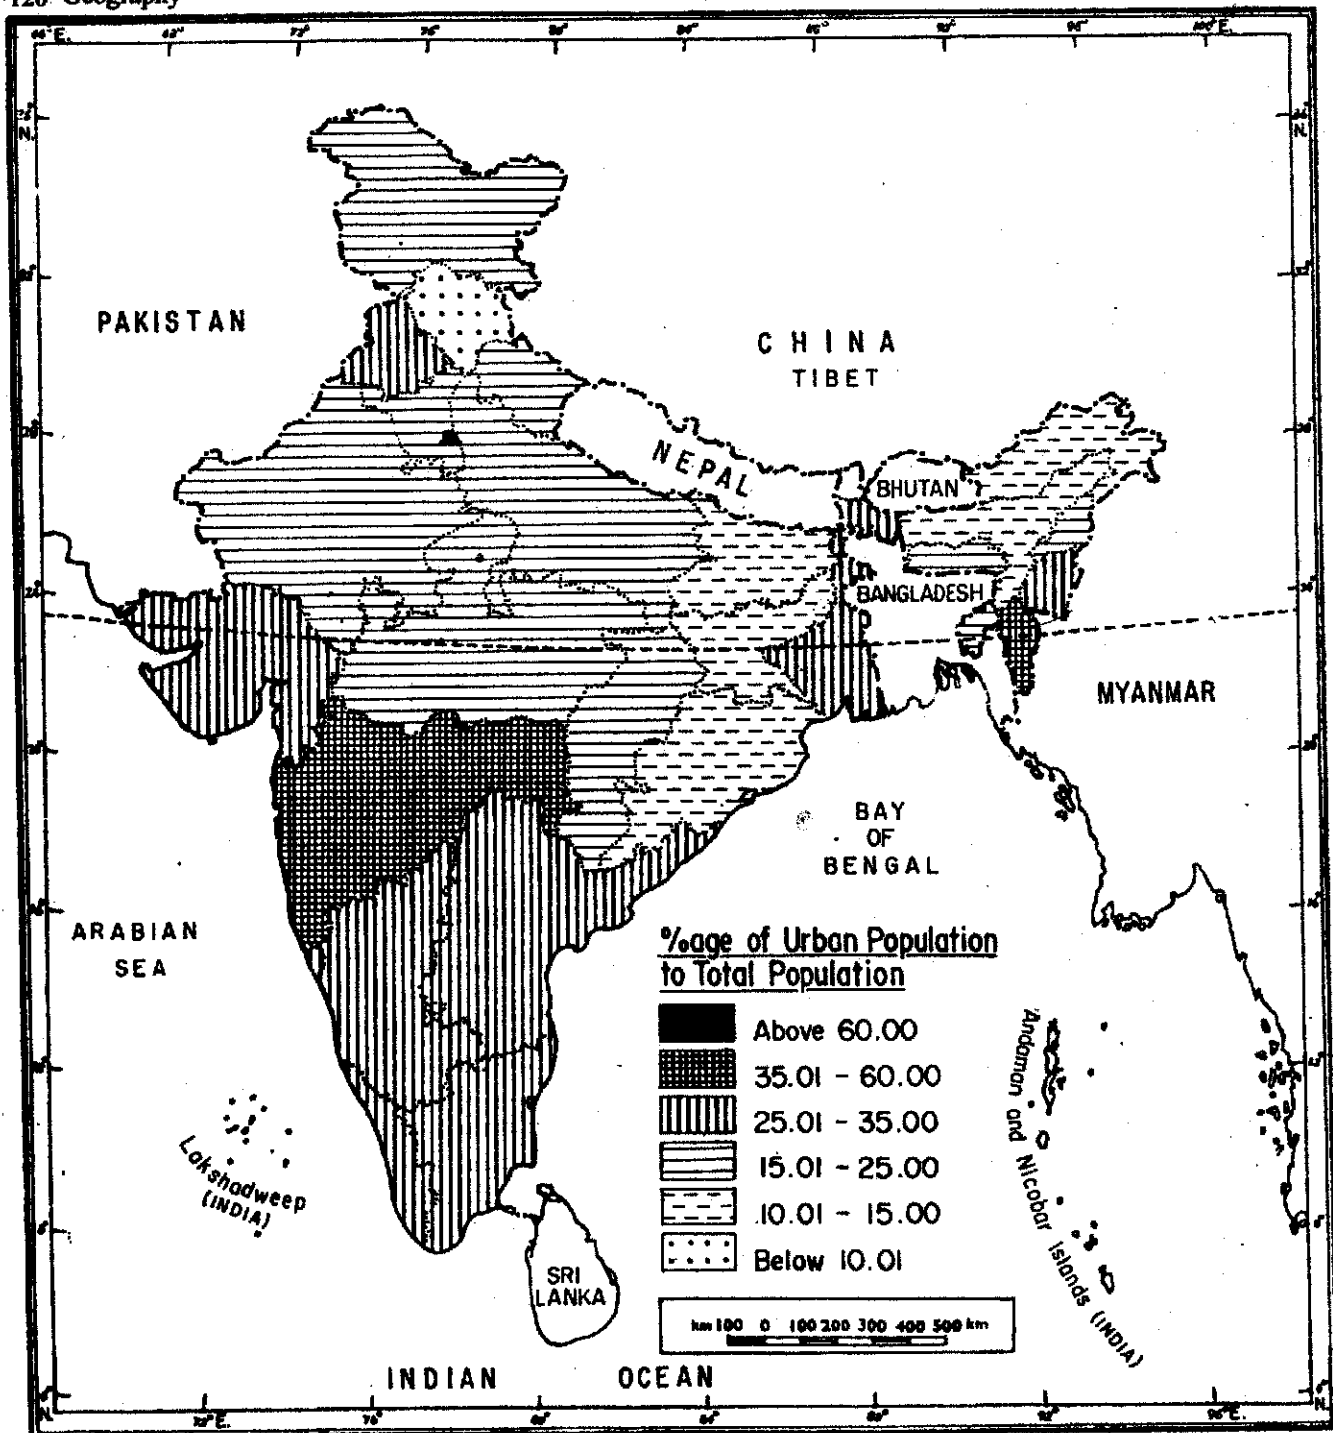 120 Geography
PAKISTAN
CHINA
TIBET
NEPAL
BHUTAN
BANGLADESH
MYANMAR
BAY
OF
BENGAL
ARABIAN
SEA
%age of Urban Population
to Total Population
Above 60.00
35.01 - 60.00
25.01 - 35.00
15.01 - 25.00
10.01 - 15.00
Below 10.01
Lakshadweep
(INDIA)
Andaman and Nicobar Islands (INDIA)
SRI
LANKA
km 100 0 100 200 300 400 500 km
INDIAN OCEAN